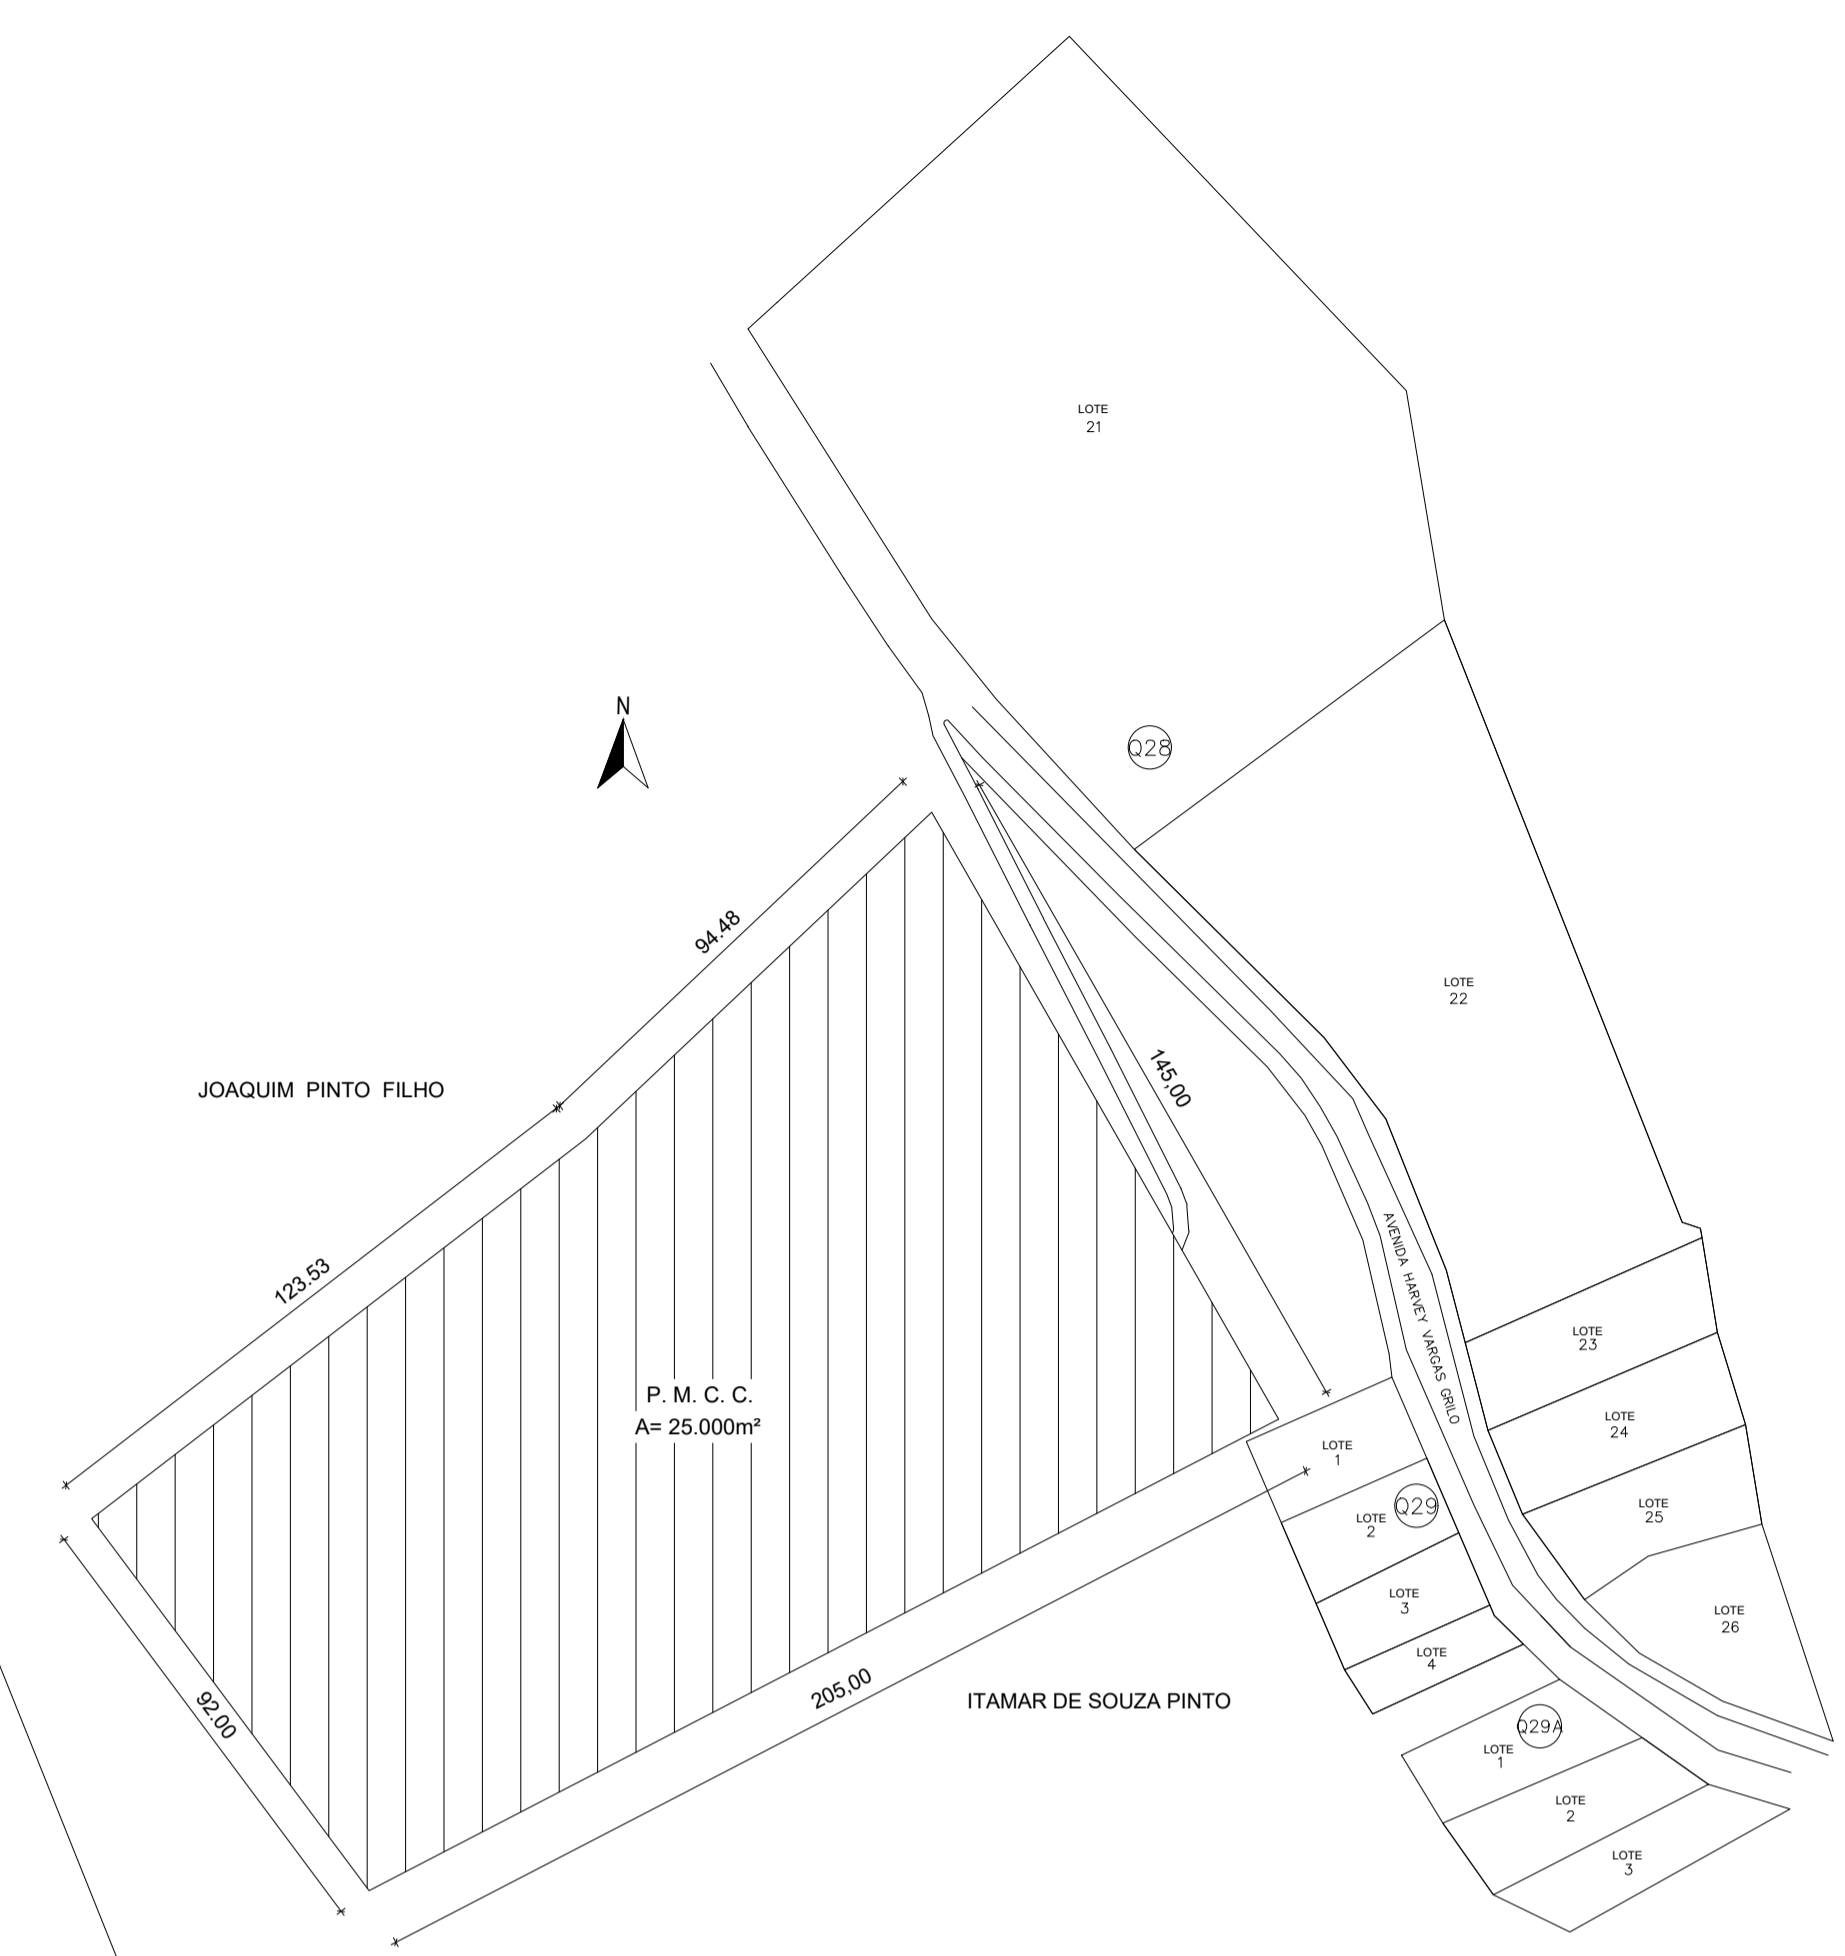 LOTE
21
N
Q28
94.48
LOTE
22
145,00
JOAQUIM PINTO FILHO
123.53
AVENIDA HARVEY VARGAS GRILO
LOTE
23
P. M. C. C.
A= 25.000m²
LOTE
24
LOTE
1
Q29
LOTE
2
LOTE
25
LOTE
3
LOTE
26
LOTE
4
205,00
ITAMAR DE SOUZA PINTO
92.00
Q29A
LOTE
1
LOTE
2
LOTE
3